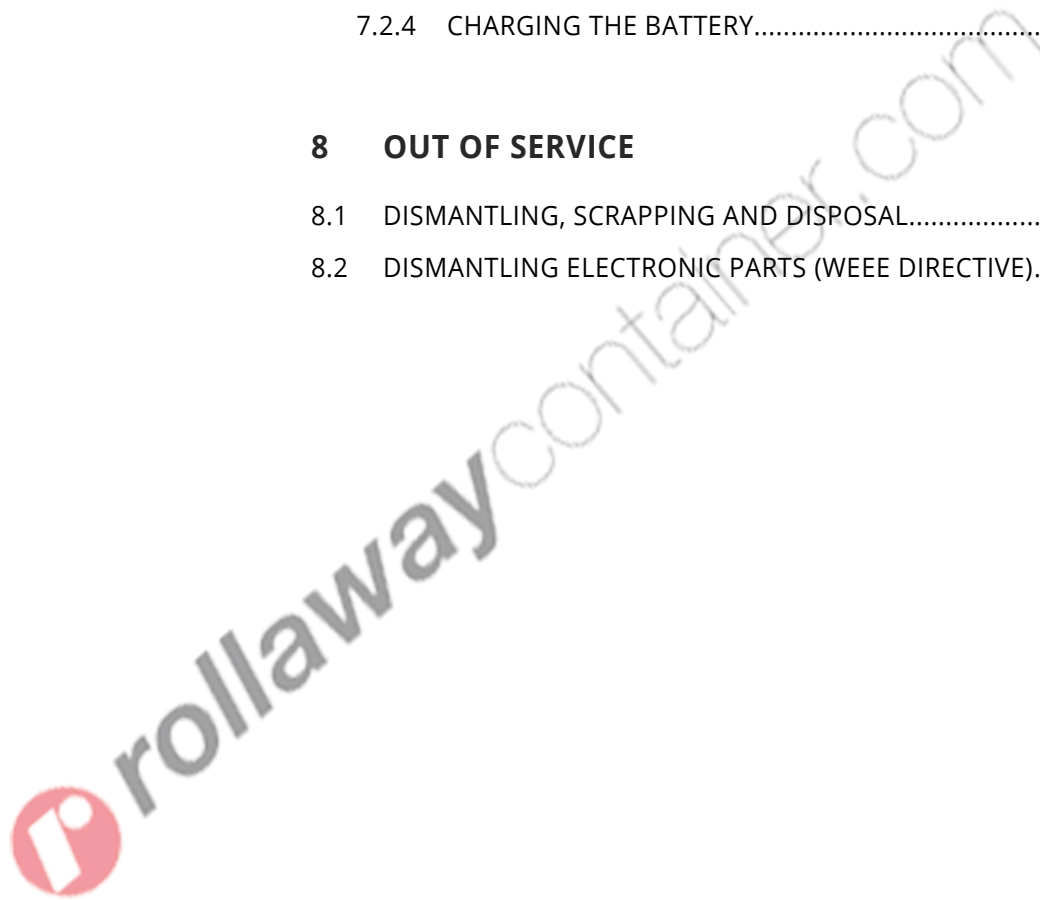 7.2.4 CHARGING THE BATTERY.......................................
8 OUT OF SERVICE
8.1 DISMANTLING, SCRAPPING AND DISPOSAL..................
8.2 DISMANTLING ELECTRONIC PARTS (WEEE DIRECTIVE).
rollawaycontainer.com